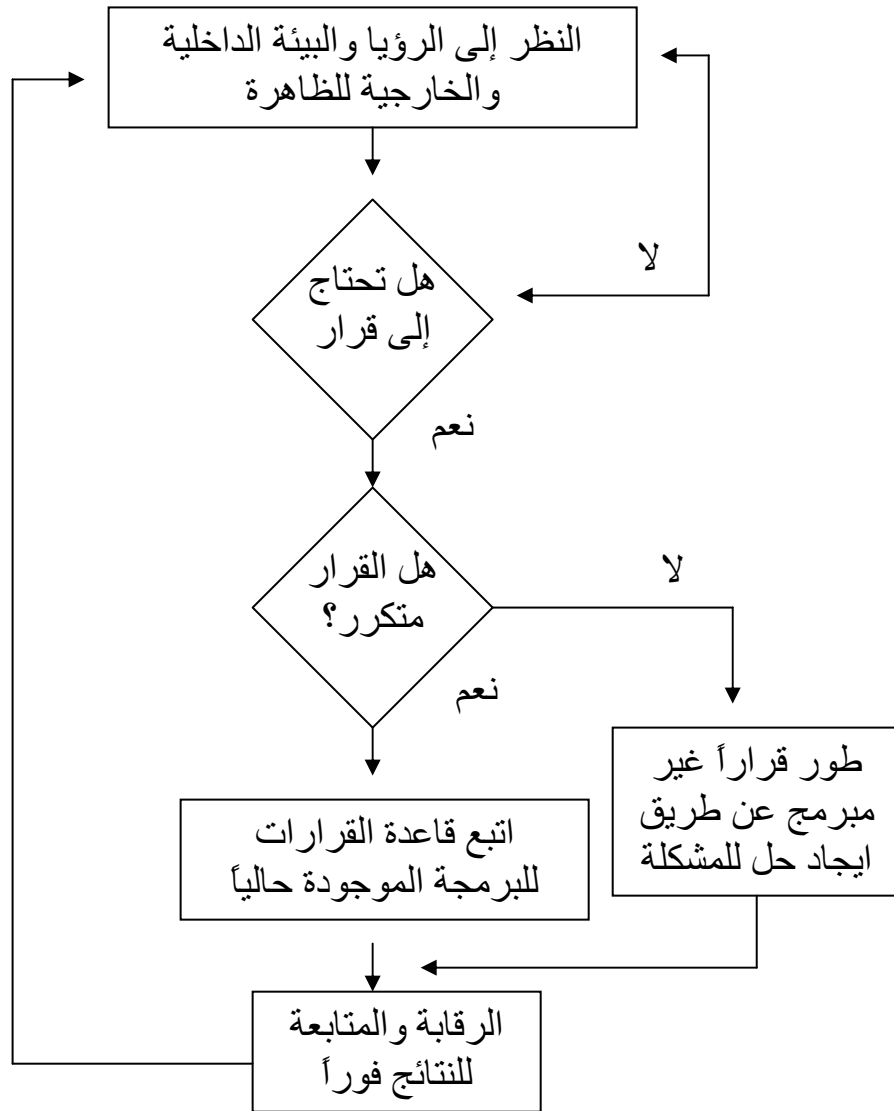 النظر إلى الرؤيا والبيئة الداخلية
والخارجية للظاهرة
لا
هل تحتاج
إلى قرار
نعم
هل القرار
متكرر؟
لا
نعم
طور قراراً غير
مبرمج عن طريق
ايجاد حل للمشكلة
اتبع قاعدة القرارات
للبرمجة الموجودة حالياً
الرقابة والمتابعة
للنتائج فوراً